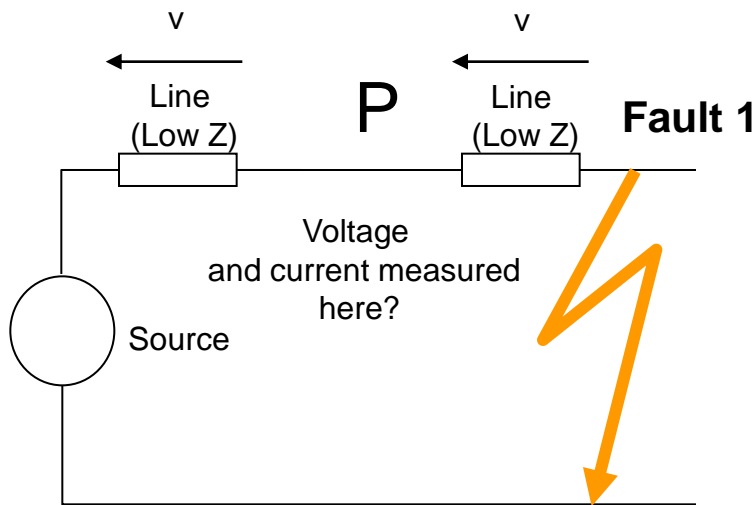 v
v
Line
(Low Z)
P
Line
(Low Z)
Fault 1
Voltage
and current measured
here?
Source